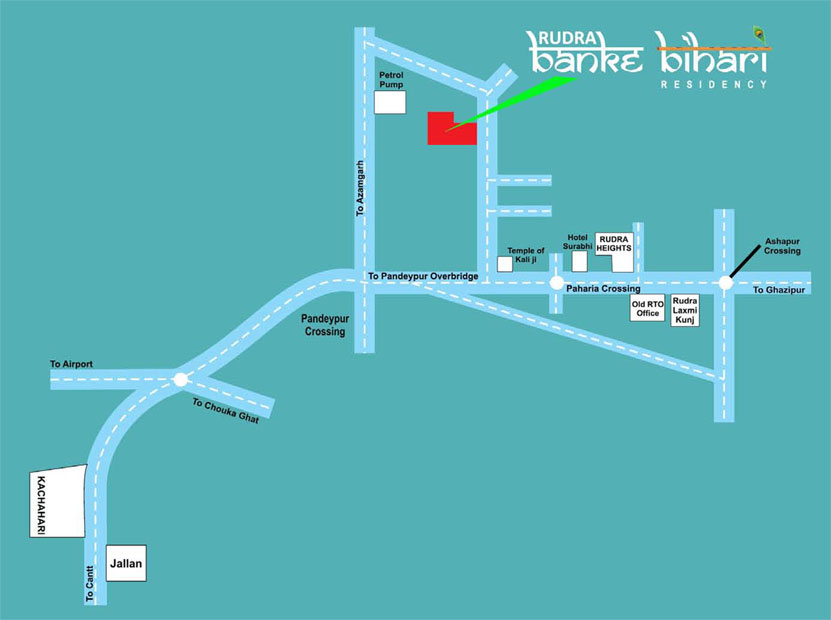 RUDRA
banke bihari
RESIDENCY
Petrol
Pump
To Azamgarh
Temple of
Kali ji
Hotel
Surabhi
RUDRA
HEIGHTS
Ashapur
Crossing
To Pandeypur Overbridge
Paharia Crossing
To Ghazipur
Old RTO
Office
Rudra
Laxmi
Kunj
Pandeypur
Crossing
To Airport
To Chouka Ghat
KACHAHARI
Jallan
To Cantt